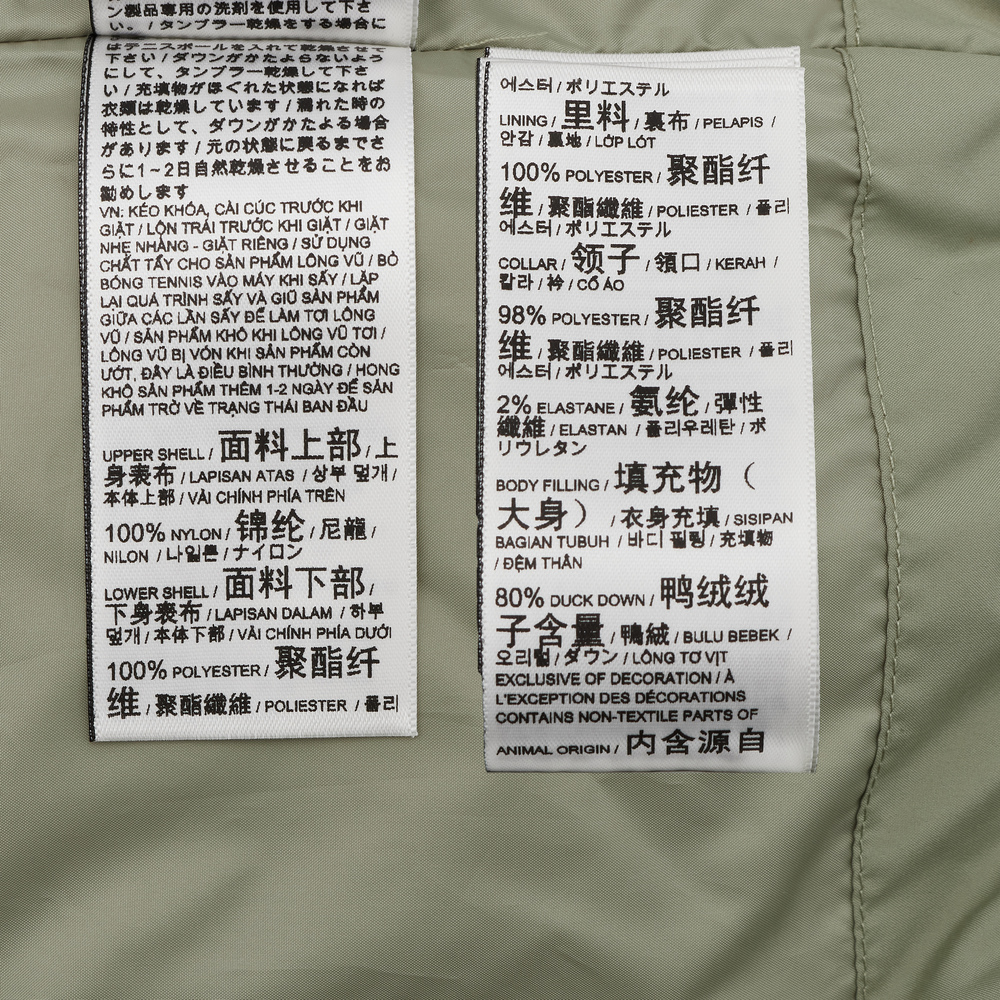 ン製品専用の洗剤を使用して下さ
い。/ タンブラー乾燥をする場合に
はテニスボールを入れて乾燥させて
下さい / ダウンがかたよらないよう
にして、タンブラー乾燥して下さ
い / 充填物がほぐれた状態になれば
衣類は乾燥しています / 濡れた時の
特性として、ダウンがかたよる場合
があります / 元の状態に戻るまでさ
らに1~2日自然乾燥させることをお
勧めします
VN: KÉO KHÓA, CÀI CÚC TRƯỚC KHI
GIẶT / LỘN TRÁI TRƯỚC KHI GIẶT / GIẶT
NHẸ NHÀNG - GIẶT RIÊNG / SỬ DỤNG
CHẤT TẨY CHO SẢN PHẨM LÔNG VŨ / BỎ
BÓNG TENNIS VÀO MÁY KHI SẤY / LẶP
LẠI QUÁ TRÌNH SẤY VÀ GIŨ SẢN PHẨM
GIỮA CÁC LẦN SẤY ĐỂ LÀM TƠI LÔNG
VŨ / SẢN PHẨM KHÔ KHI LÔNG VŨ TƠI /
LÔNG VŨ BỊ VÓN KHI SẢN PHẨM CÒN
ƯỚT, ĐÂY LÀ ĐIỀU BÌNH THƯỜNG / HONG
KHÔ SẢN PHẨM THÊM 1-2 NGÀY ĐỂ SẢN
PHẨM TRỞ VỀ TRẠNG THÁI BAN ĐẦU
UPPER SHELL / 面料上部 / 上
身表布 / LAPISAN ATAS / 상부 덮개 /
本体上部 / VẢI CHÍNH PHÍA TRÊN
100% NYLON / 锦纶 / 尼龍 /
NILON / 나일론 / ナイロン
LOWER SHELL / 面料下部 /
下身表布 / LAPISAN DALAM / 하부
덮개 / 本体下部 / VẢI CHÍNH PHÍA DƯỚI
100% POLYESTER / 聚酯纤
维 / 聚酯纖維 / POLIESTER / 폴리
에스터 / ポリエステル
LINING / 里料 / 裏布 / PELAPIS /
안감 / 裏地 / LỚP LÓT
100% POLYESTER / 聚酯纤
维 / 聚酯纖維 / POLIESTER / 폴리
에스터 / ポリエステル
COLLAR / 领子 / 領口 / KERAH /
칼라 / 衿 / CỔ ÁO
98% POLYESTER / 聚酯纤
维 / 聚酯纖維 / POLIESTER / 폴리
에스터 / ポリエステル
2% ELASTANE / 氨纶 / 彈性
纖維 / ELASTAN / 폴리우레탄 / ポ
リウレタン
BODY FILLING / 填充物（
大身） / 衣身充填 / SISIPAN
BAGIAN TUBUH / 바디 필링 / 充填物
/ ĐỆM THÂN
80% DUCK DOWN / 鸭绒绒
子含量 / 鴨絨 / BULU BEBEK /
오리털 / ダウン / LÔNG TƠ VỊT
EXCLUSIVE OF DECORATION / À
L'EXCEPTION DES DÉCORATIONS
CONTAINS NON-TEXTILE PARTS OF
ANIMAL ORIGIN / 内含源自